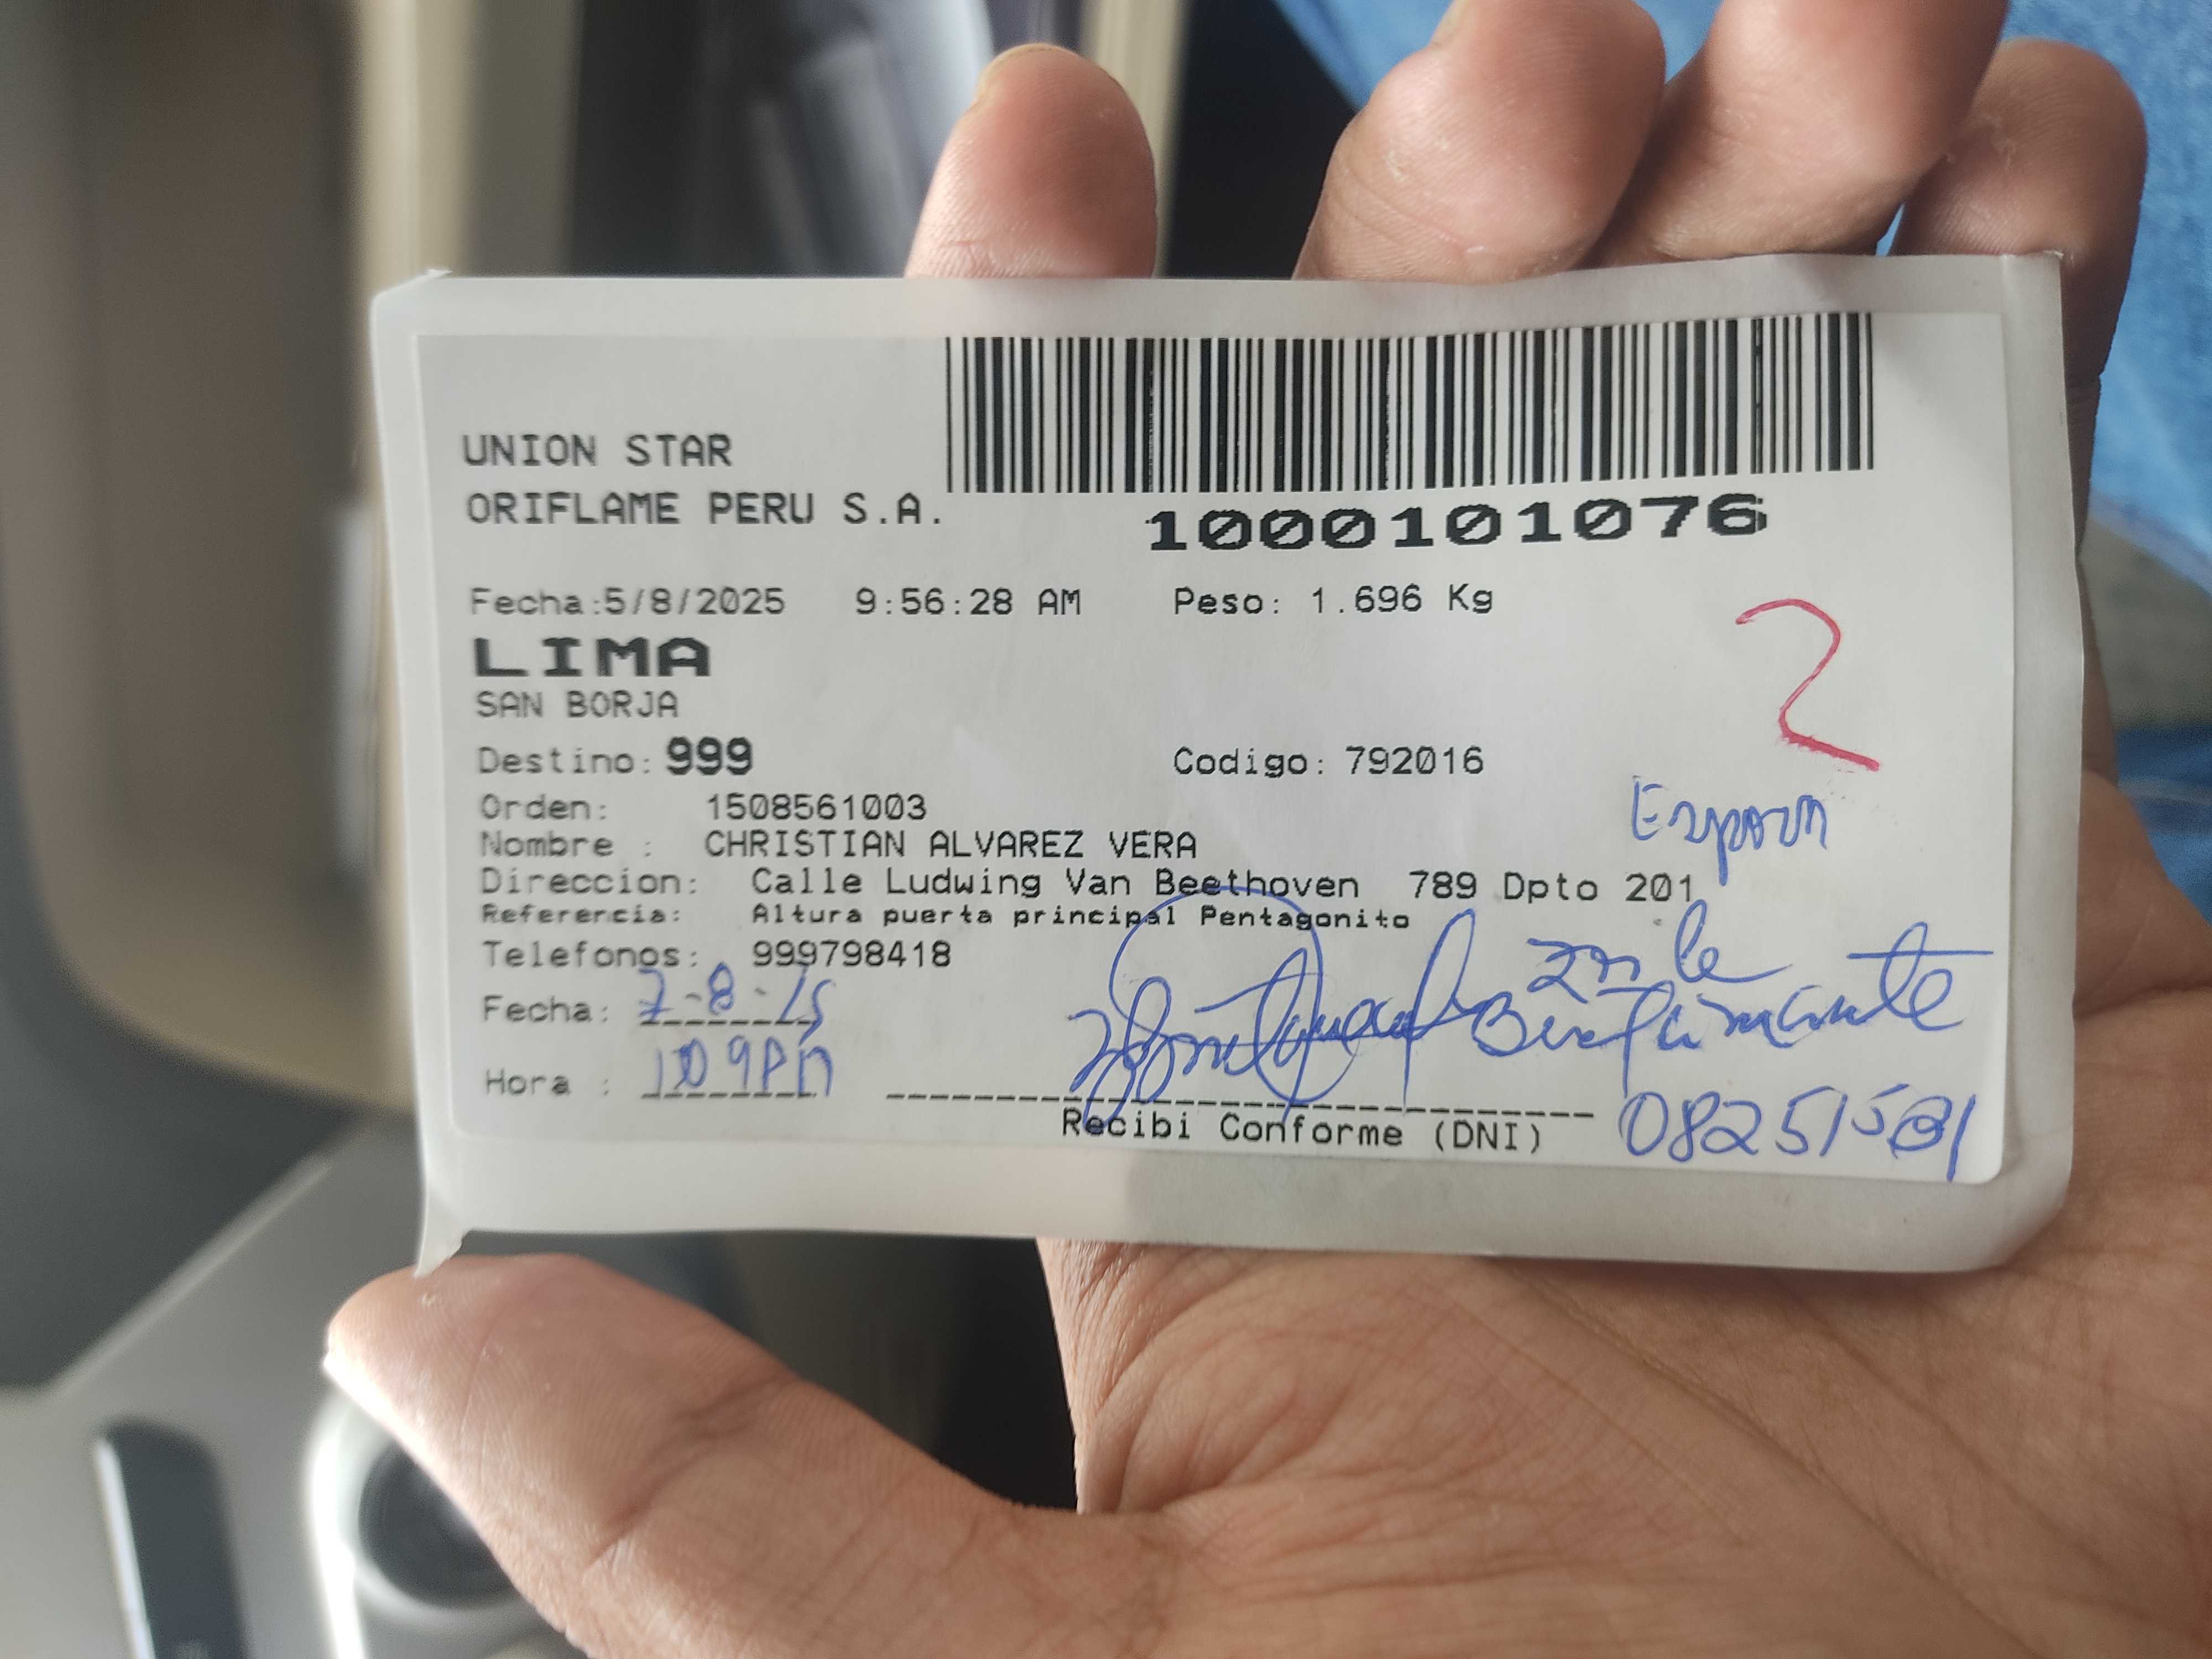 UNION STAR
ORIFLAME PERU S.A.
1000101076
Fecha:5/8/2025 9:56:28 AM Peso: 1.696 Kg
LIMA
SAN BORJA
2
Destino: 999 Codigo: 792016
Orden: 1508561003
Nombre : CHRISTIAN ALVAREZ VERA
Direccion: Calle Ludwing Van Beethoven 789 Dpto 201
Referencia: Altura puerta principal Pentagonito
Telefonos: 999798418
Fecha: 7-8-25
Hora : 109PM
Bustamante
Recibi Conforme (DNI)